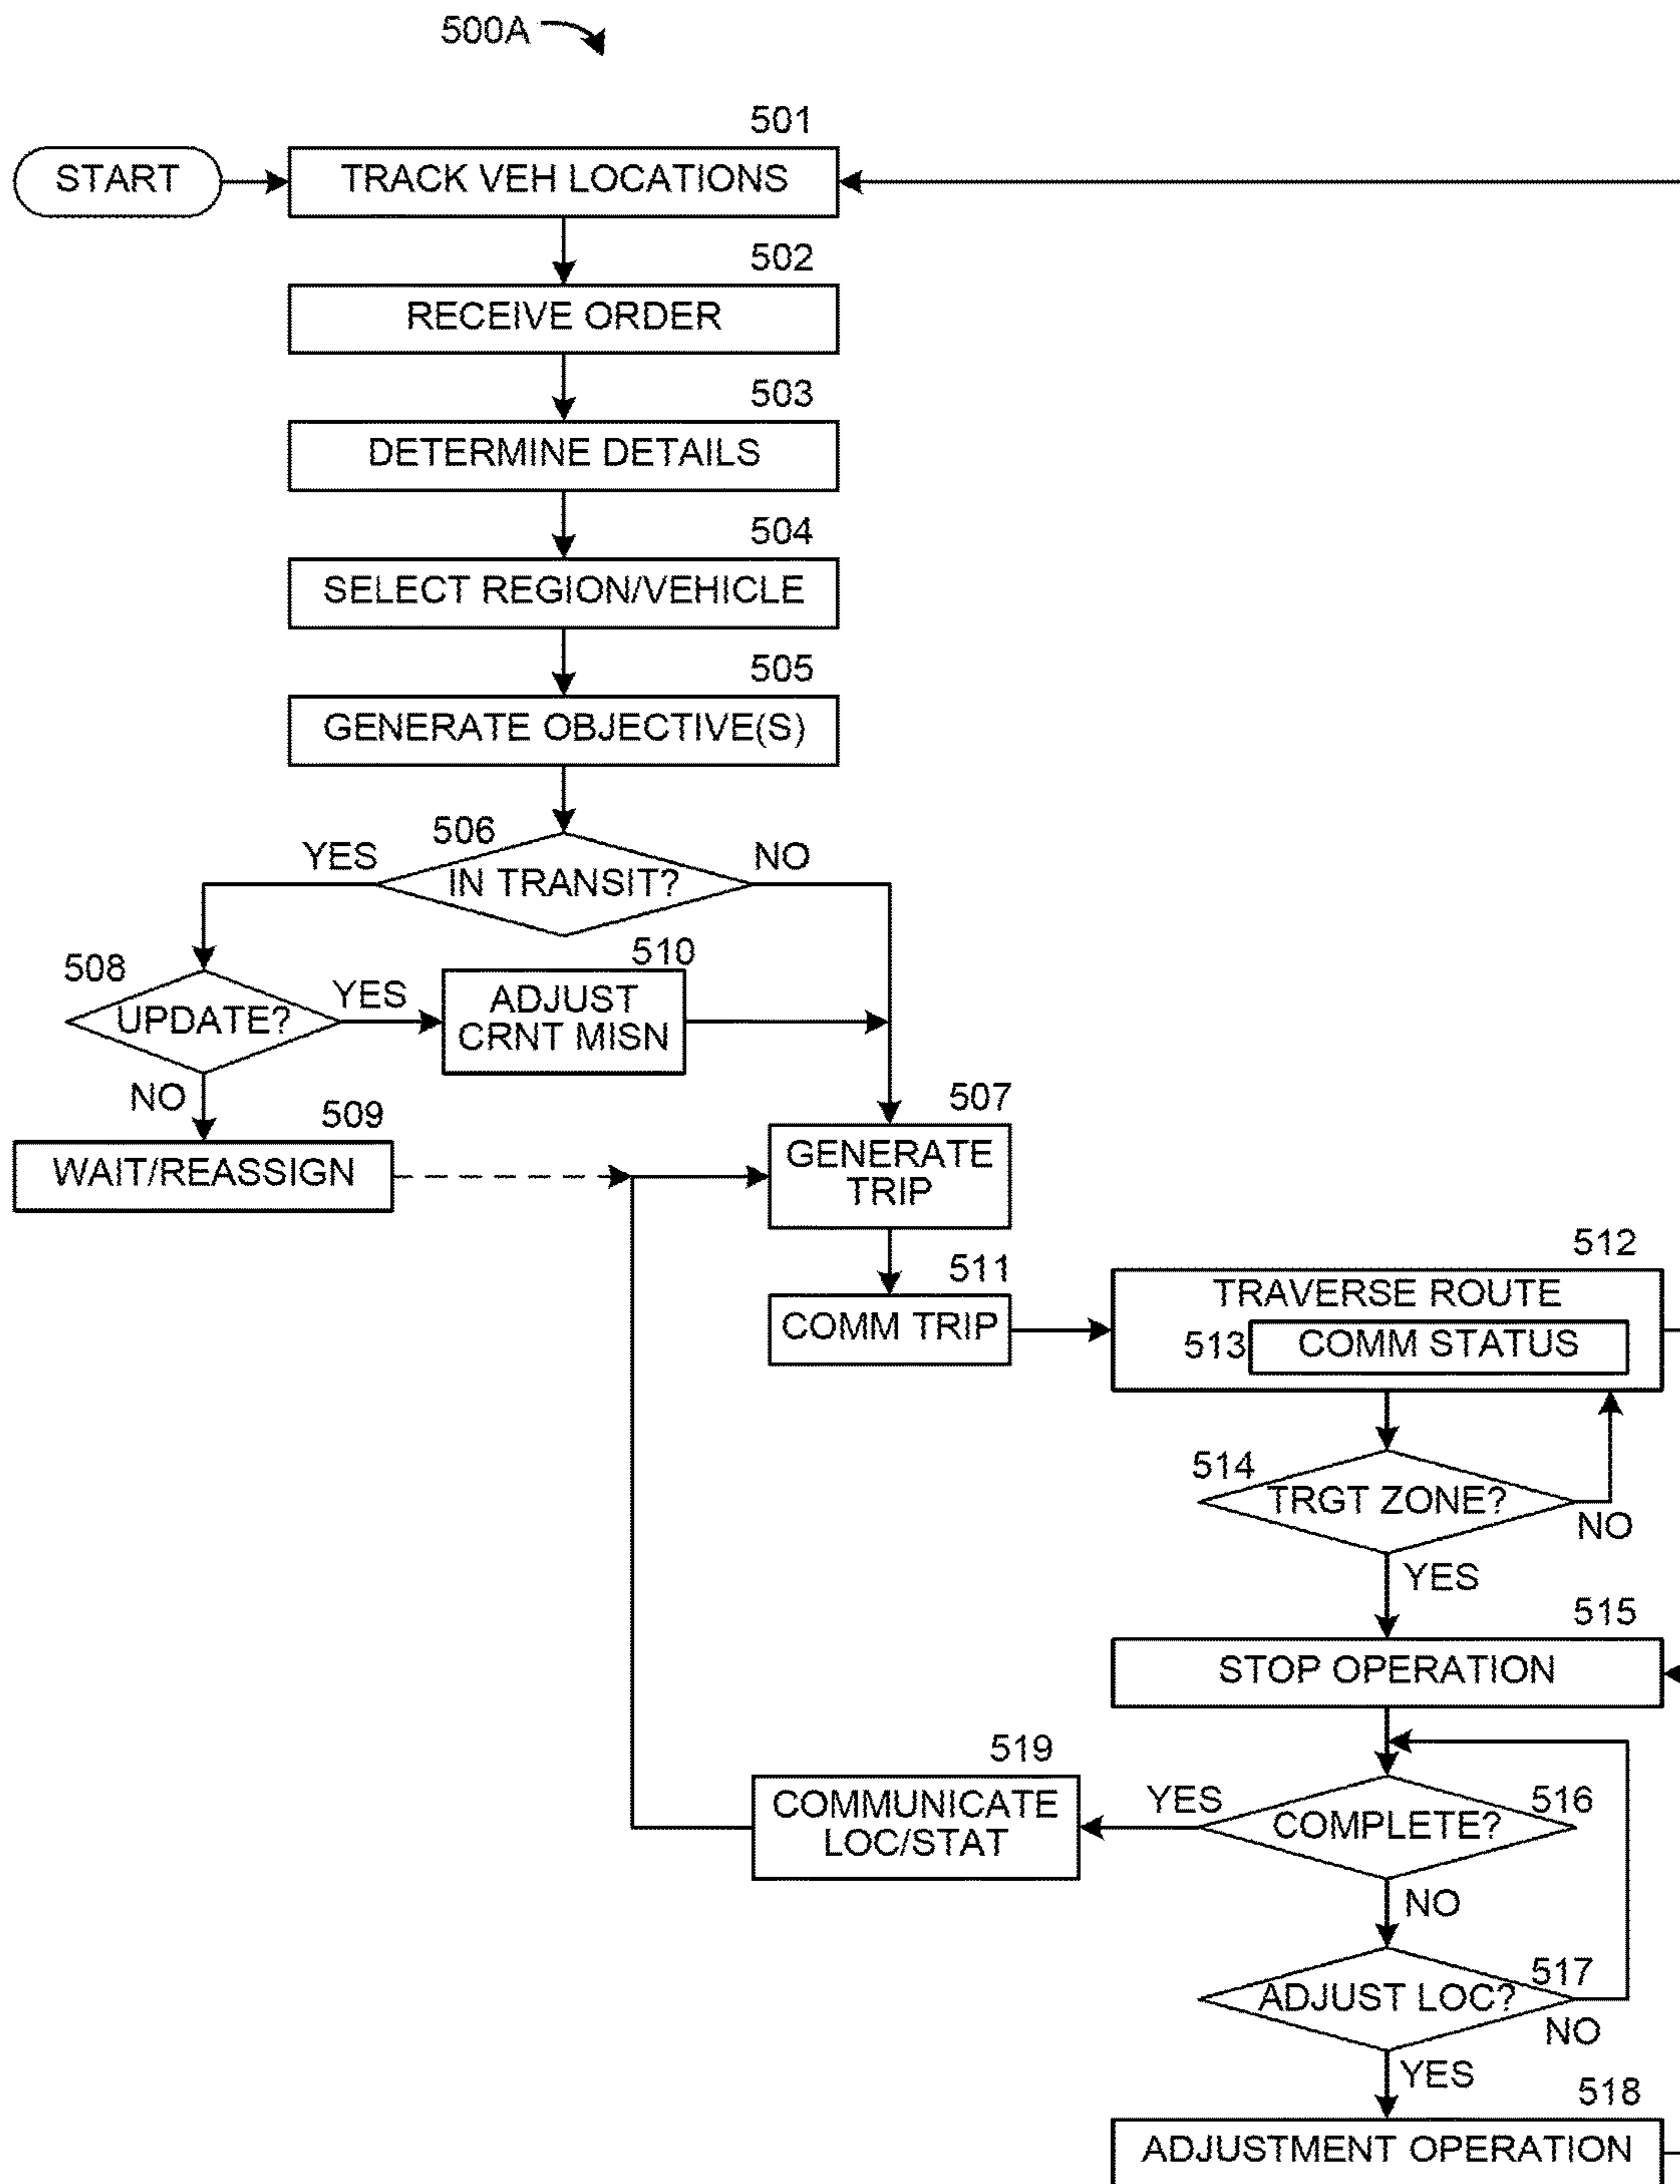 500A
501
START
TRACK VEH LOCATIONS
502
RECEIVE ORDER
503
DETERMINE DETAILS
504
SELECT REGION/VEHICLE
505
GENERATE OBJECTIVE(S)
506
YES
NO
IN TRANSIT?
508
510
YES
UPDATE?
ADJUST
CRNT MISN
NO
509
507
WAIT/REASSIGN
GENERATE
TRIP
511
COMM TRIP
512
TRAVERSE ROUTE
513
COMM STATUS
514
TRGT ZONE?
NO
YES
515
STOP OPERATION
519
COMMUNICATE
LOC/STAT
YES
516
COMPLETE?
NO
517
ADJUST LOC?
NO
YES
518
ADJUSTMENT OPERATION